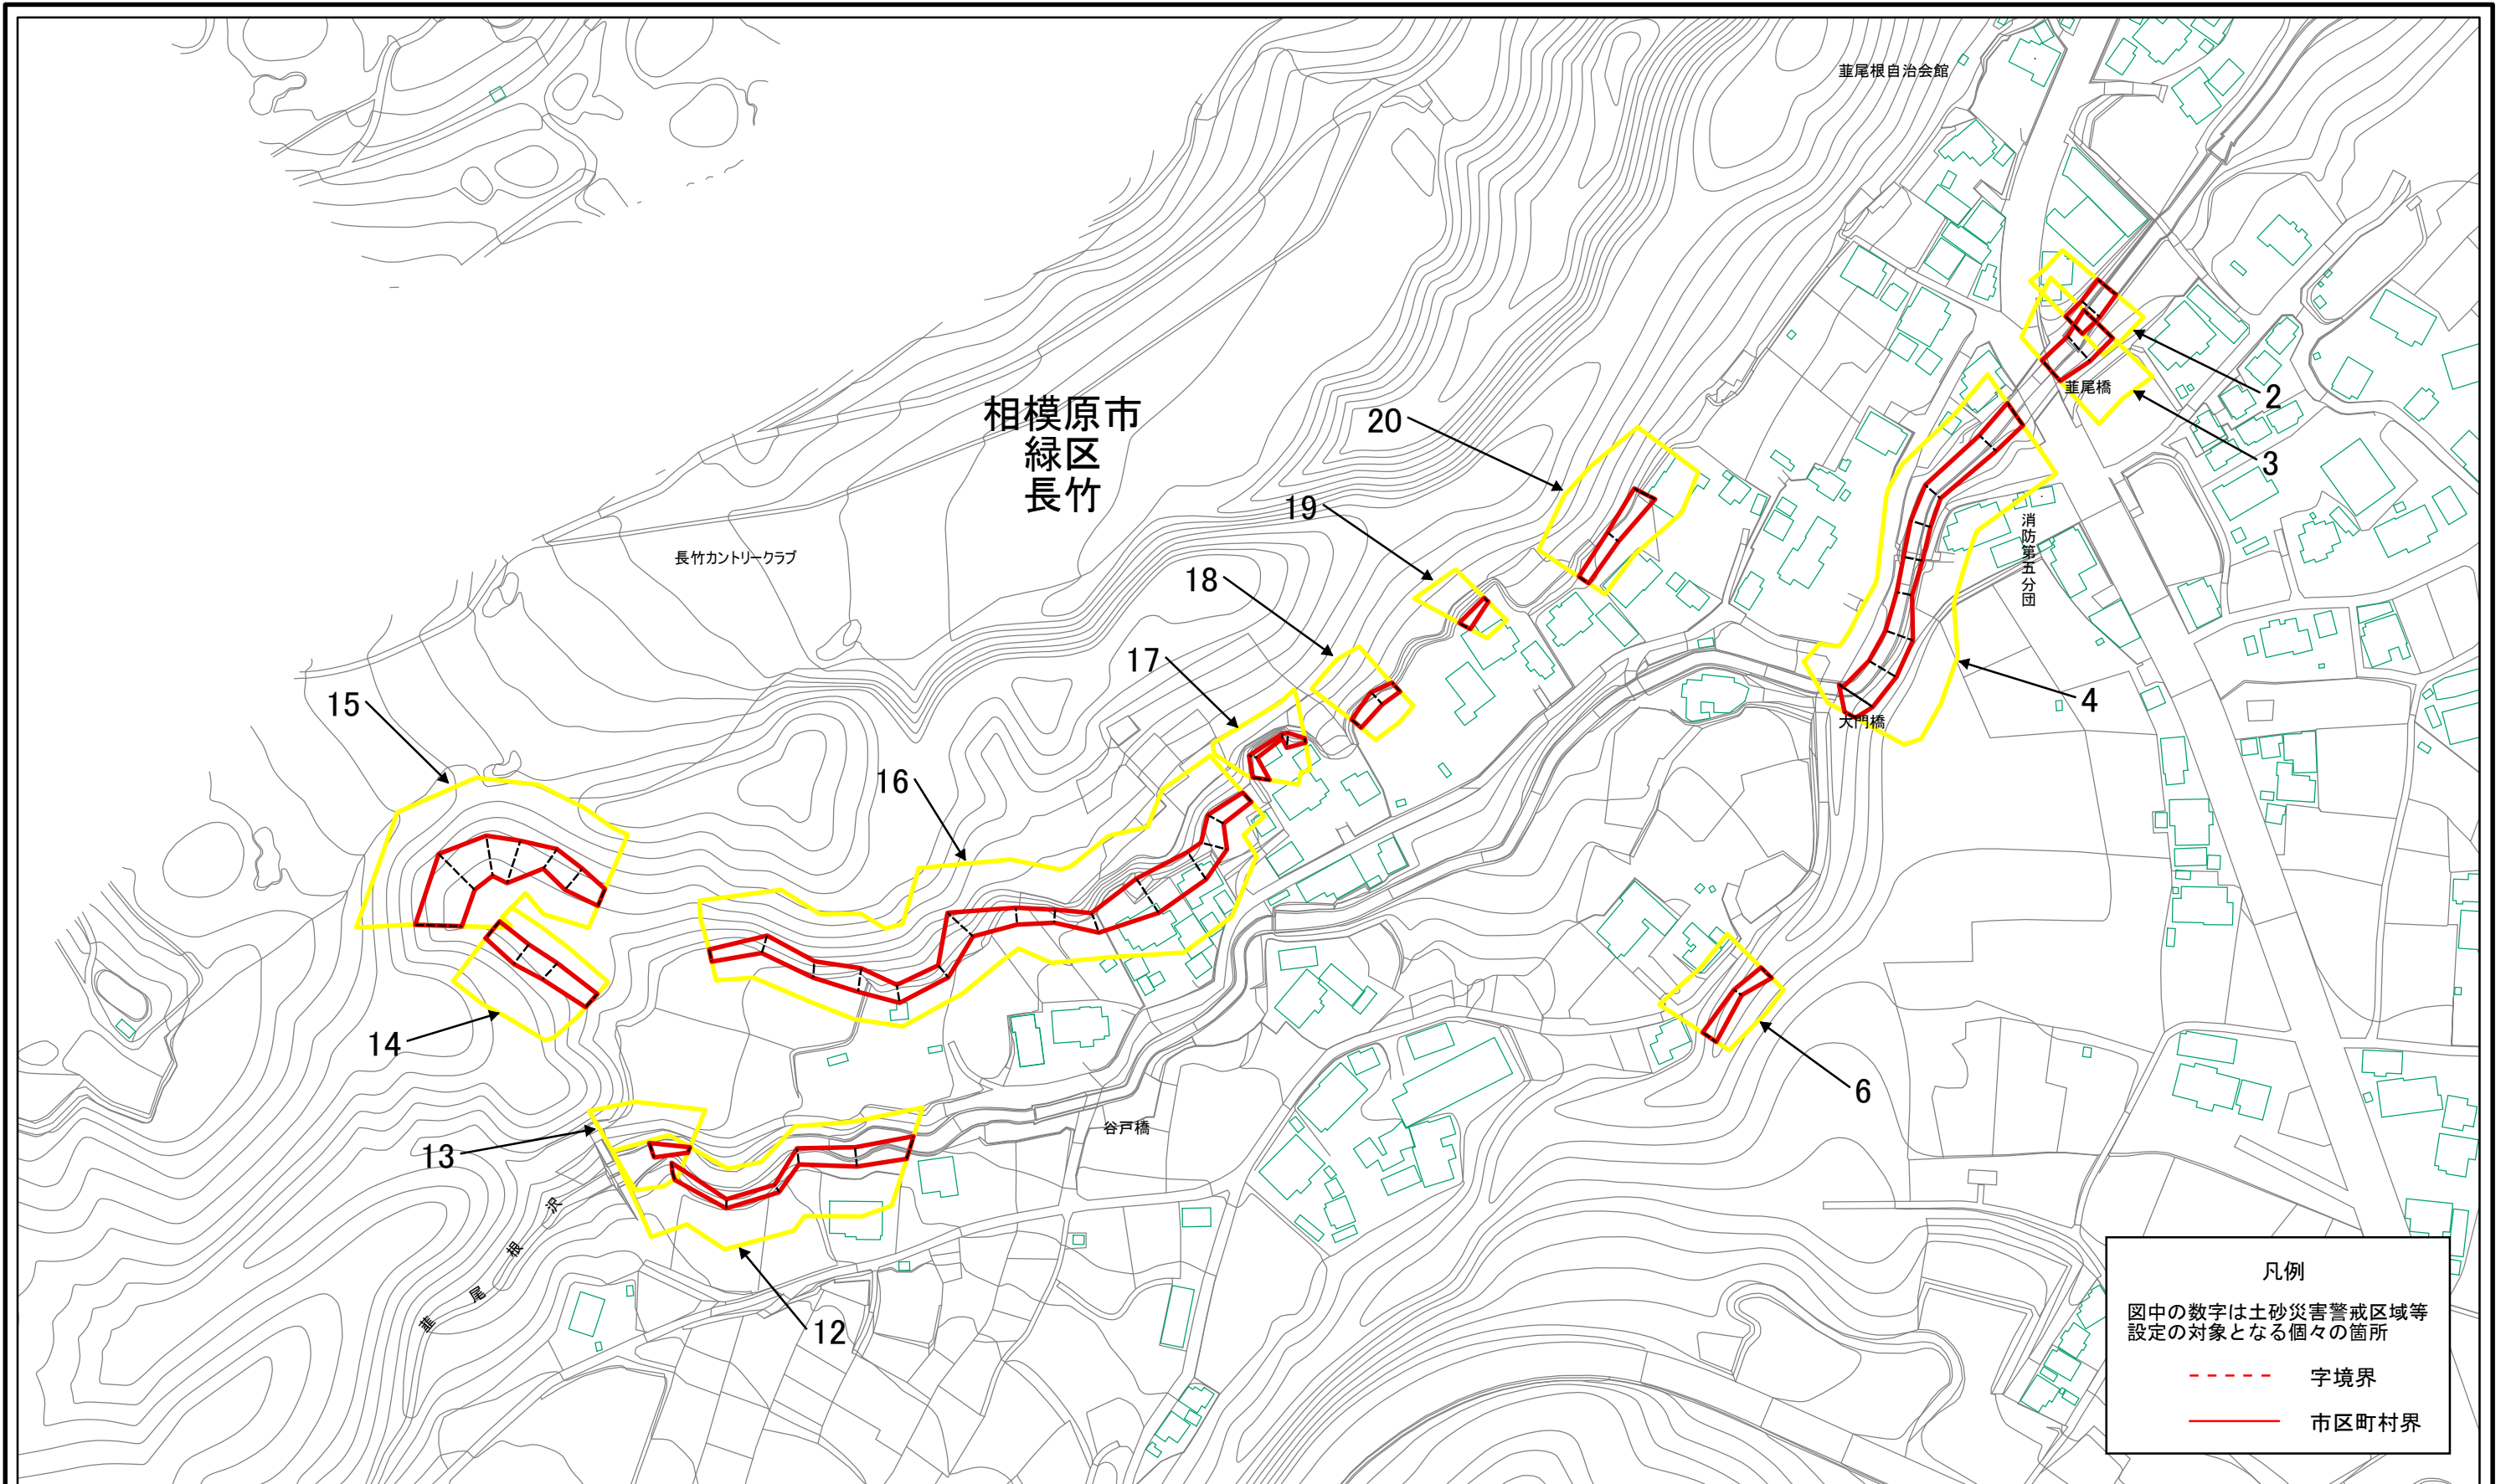 韮尾根自治会館
相模原市
緑区
長竹
長竹カントリークラブ
韮尾橋
2
3
20
19
18
17
消防第五分団
4
大門橋
15
16
14
6
13
谷戸橋
韮尾根沢
12
凡例
図中の数字は土砂災害警戒区域等
設定の対象となる個々の箇所
字境界
市区町村界